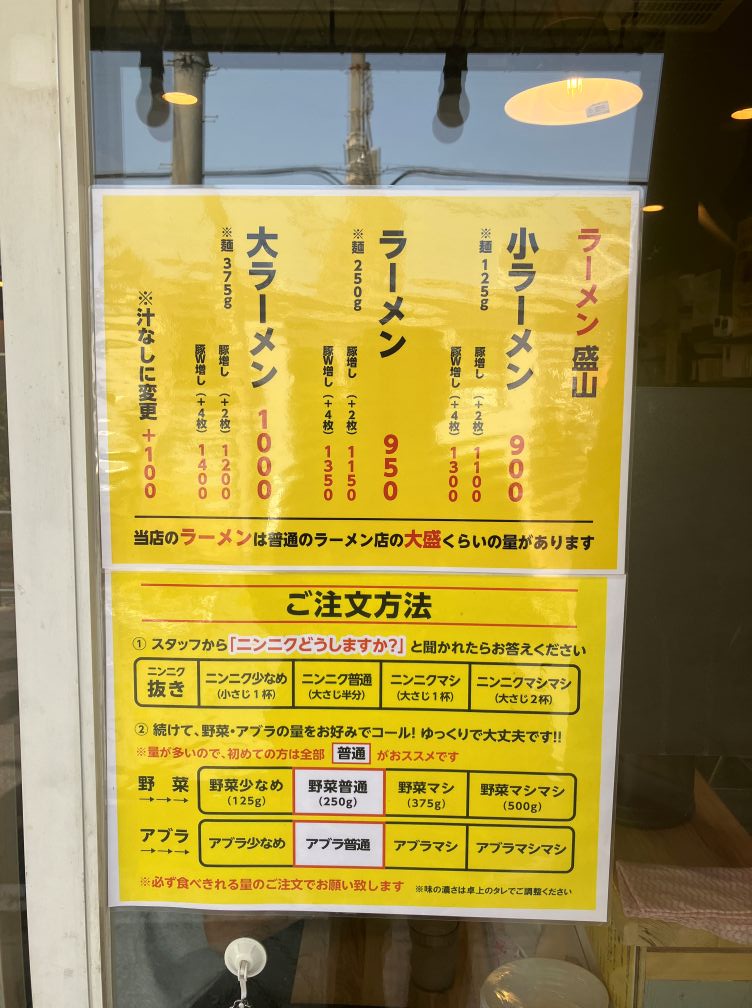 ラーメン 盛山
小ラーメン 900
※麺 125g
豚増し（+2枚）1100
豚W増し（+4枚）1300
ラーメン 950
※麺 250g
豚増し（+2枚）1150
豚W増し（+4枚）1350
大ラーメン 1000
※麺 375g
豚増し（+2枚）1200
豚W増し（+4枚）1400
※汁なしに変更 +100
当店のラーメンは普通のラーメン店の大盛くらいの量があります
ご注文方法
① スタッフから「ニンニクどうしますか?」と聞かれたらお答えください
ニンニク抜き ニンニク少なめ（小さじ1杯） ニンニク普通（大さじ半分） ニンニクマシ（大さじ1杯） ニンニクマシマシ（大さじ2杯）
② 続けて、野菜・アブラの量をお好みでコール! ゆっくりで大丈夫です!!
※量が多いので、初めての方は全部 普通 がおススメです
野菜→→→ 野菜少なめ（125g） 野菜普通（250g） 野菜マシ（375g） 野菜マシマシ（500g）
アブラ→→→ アブラ少なめ アブラ普通 アブラマシ アブラマシマシ
※必ず食べきれる量のご注文でお願い致します ※味の濃さは卓上のタレでご調整ください